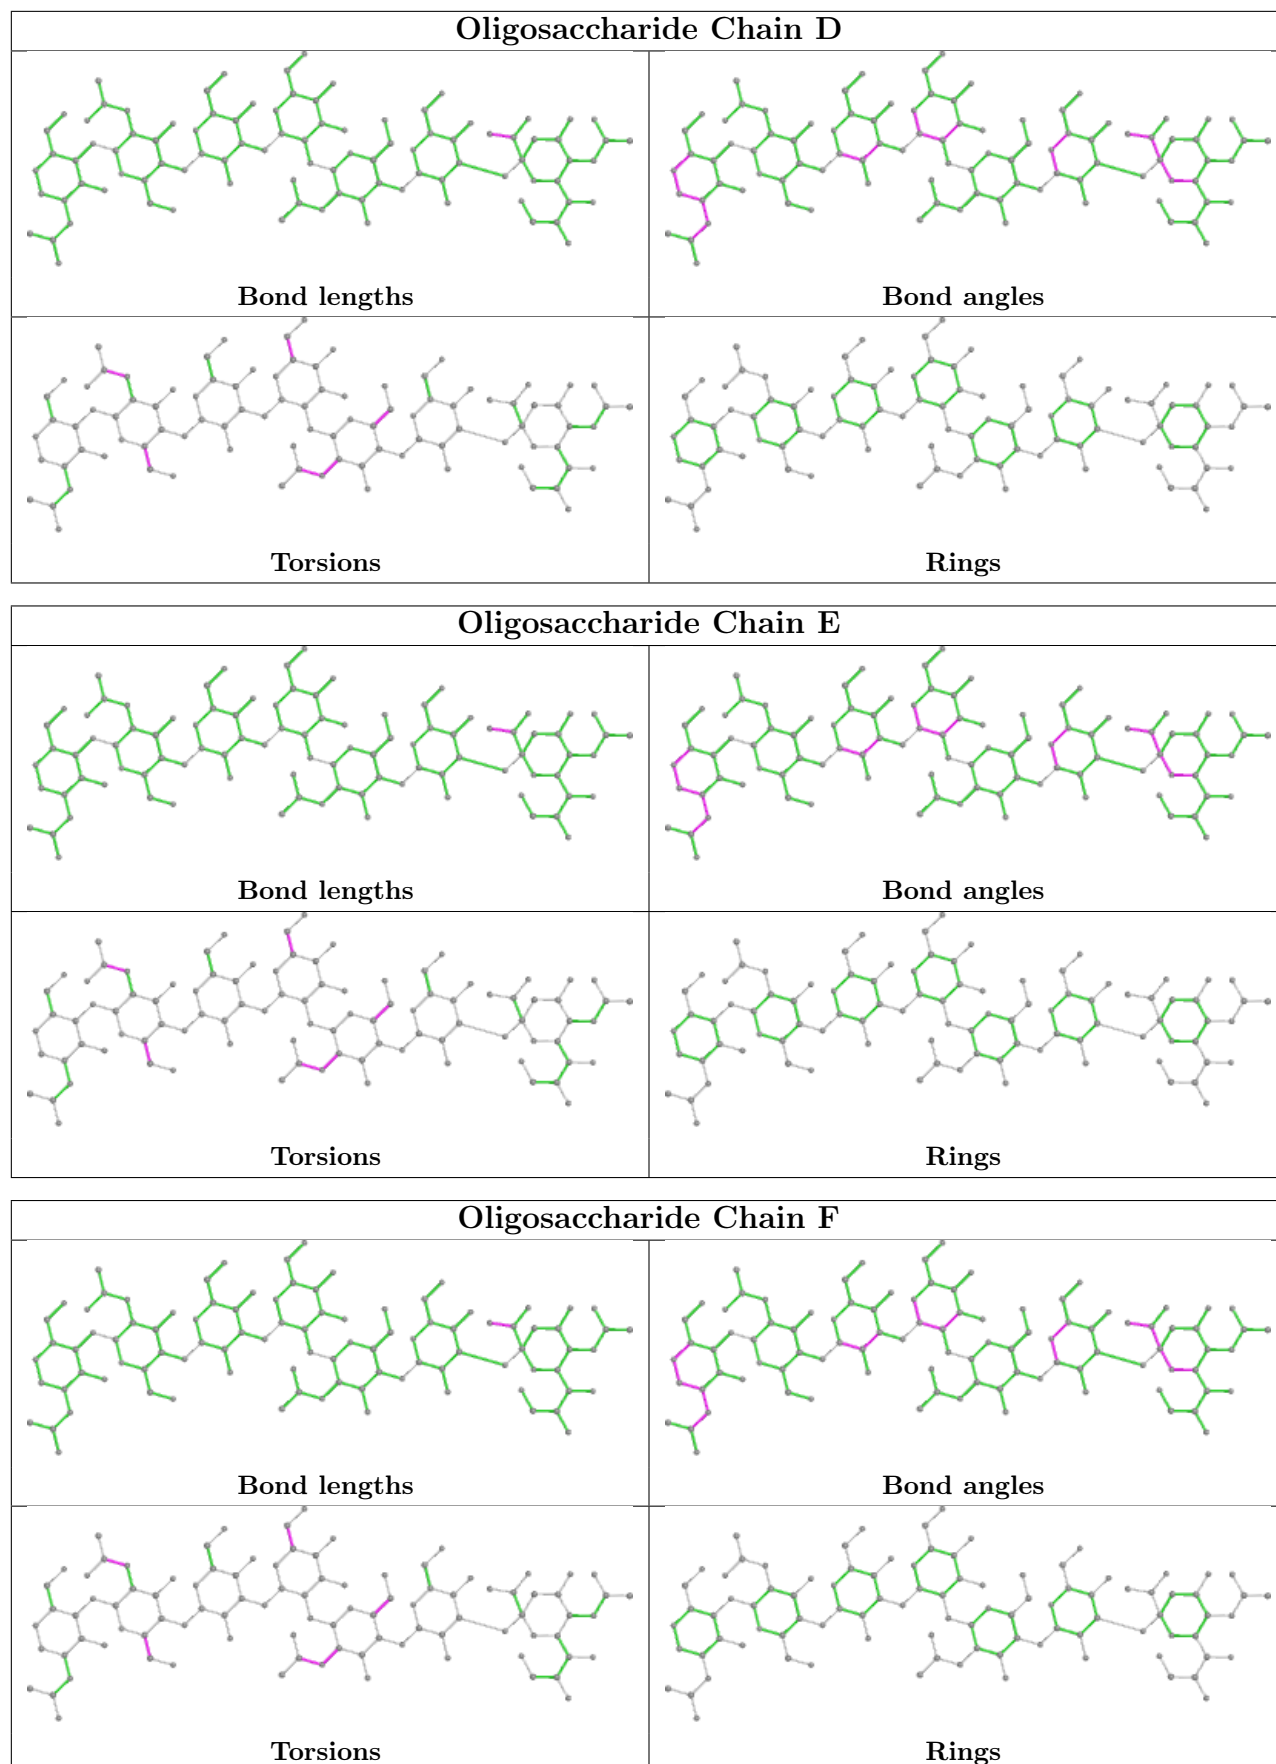 Oligosaccharide Chain D
Bond lengths
Bond angles
Torsions
Rings
Oligosaccharide Chain E
Bond lengths
Bond angles
Torsions
Rings
Oligosaccharide Chain F
Bond lengths
Bond angles
Torsions
Rings